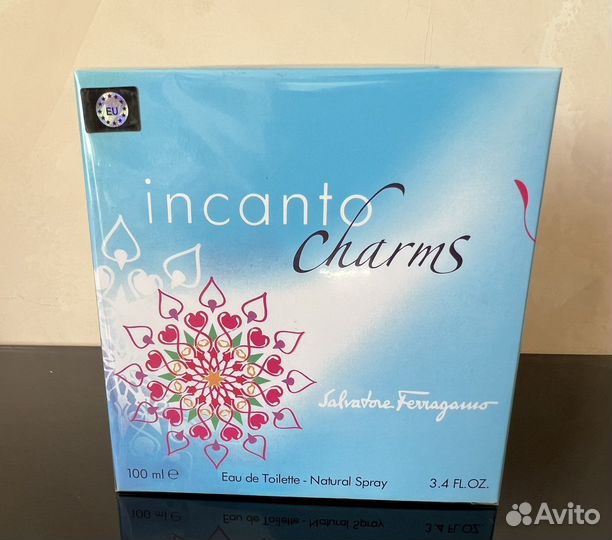 EU
incanto
Charms
Salvatore Ferragamo
100 ml ℮
Eau de Toilette - Natural Spray
3.4 FL.OZ.
Avito